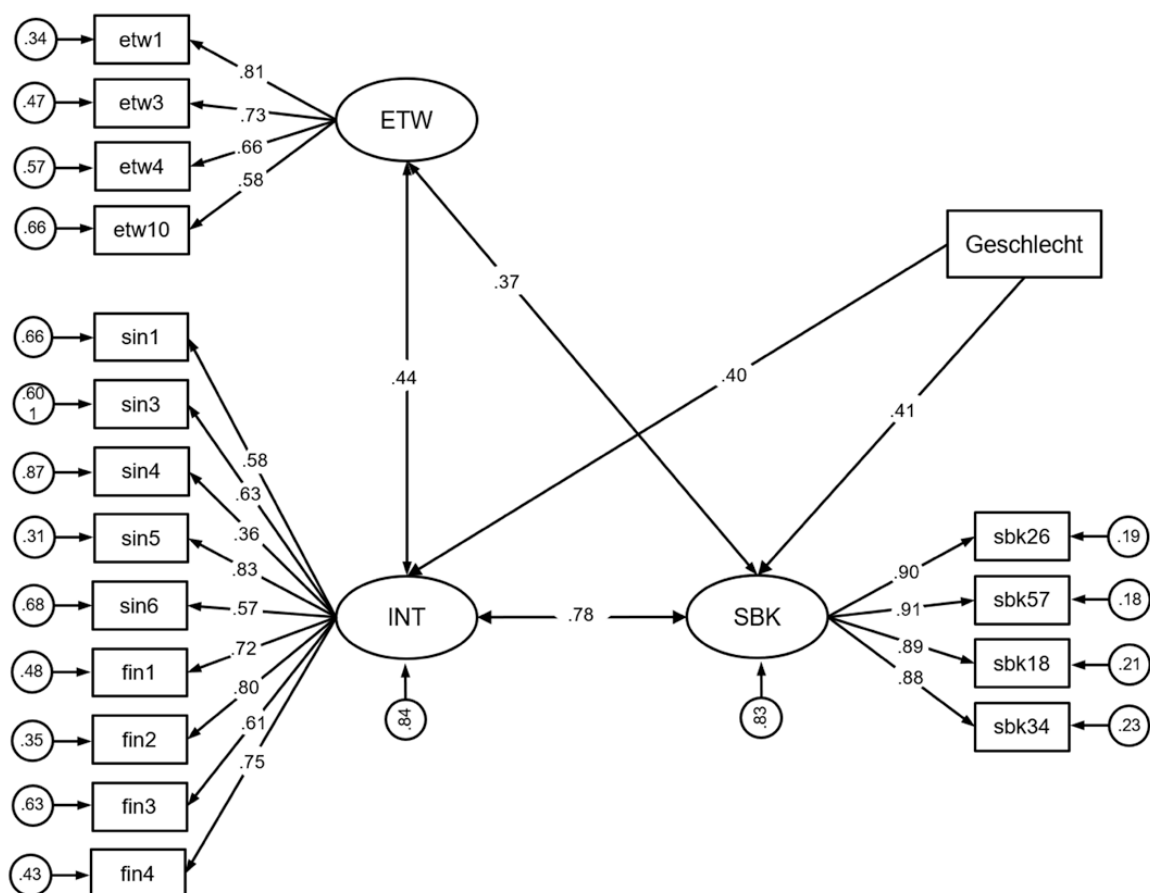 .34
etw1
.81
.47
etw3
.73
ETW
.57
etw4
.66
.66
etw10
.58
Geschlecht
.37
.44
.40
.41
.66
sin1
.58
.601
sin3
.63
.87
sin4
.36
.31
sin5
.83
.68
sin6
.57
.48
fin1
.72
.35
fin2
.80
.63
fin3
.61
.43
fin4
.75
INT
.84
.78
SBK
.83
.90
sbk26
.19
.91
sbk57
.18
.89
sbk18
.21
.88
sbk34
.23